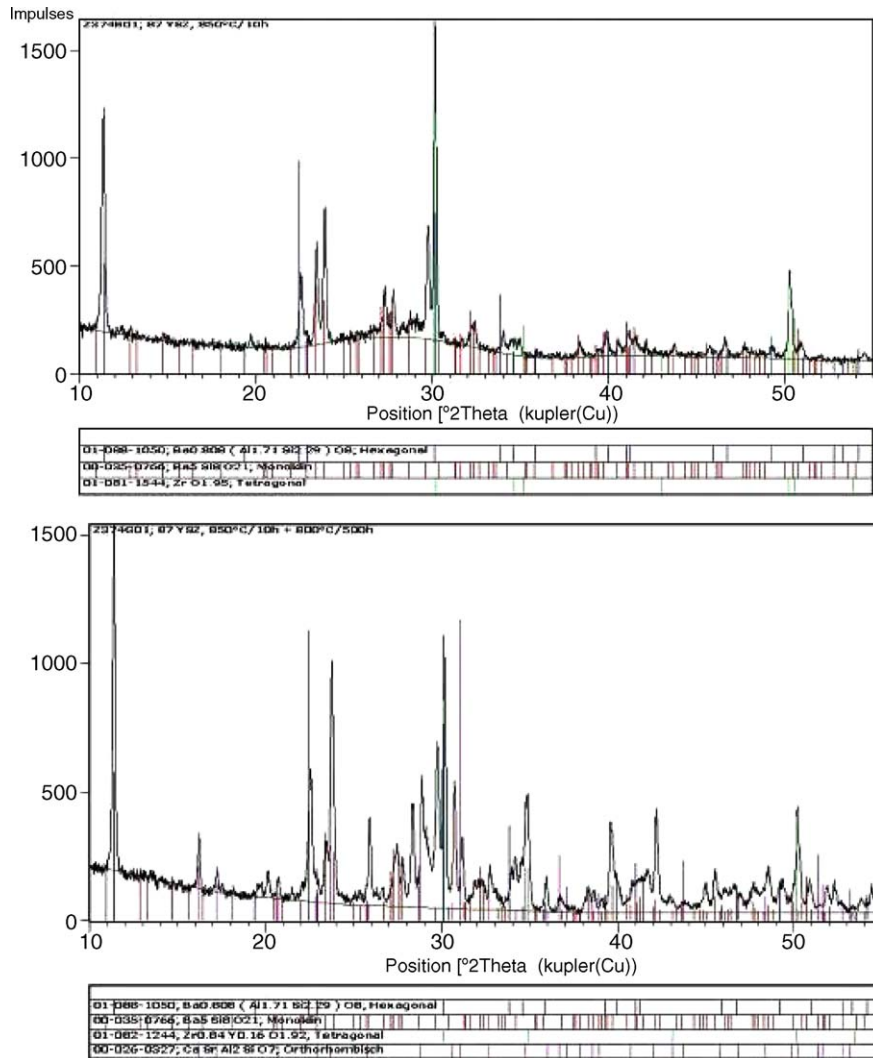 Impulses
Z374B01; 87 YSZ, 850°C/10h
1500
1000
500
0
10 20 30 40 50
Position [°2Theta (kupler(Cu))
01-088-1050; Ba0.808 ( Al1.71 Si2.29 ) O8; Hexagonal
00-035-0766; Ba5 Si8 O21; Monoklin
01-081-1544; Zr O1.95; Tetragonal
Z374G01; 87 YSZ, 850°C/10h + 800°C/500h
1500
1000
500
0
10 20 30 40 50
Position [°2Theta (kupler(Cu))
01-088-1050; Ba0.808 ( Al1.71 Si2.29 ) O8; Hexagonal
00-035-0766; Ba5 Si8 O21; Monoklin
01-082-1244; Zr0.84 Y0.16 O1.92; Tetragonal
00-026-0327; Ca Sr Al2 Si O7; Orthorhombisch